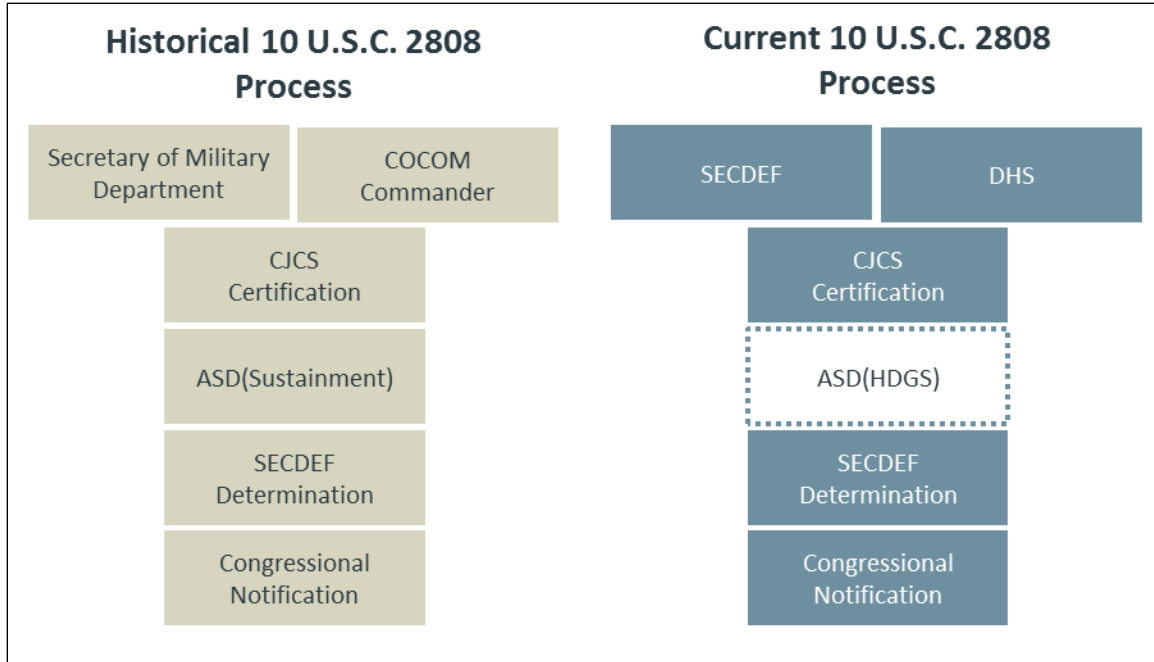 Historical 10 U.S.C. 2808
Process
Secretary of Military
Department
COCOM
Commander
CJCS
Certification
ASD(Sustainment)
SECDEF
Determination
Congressional
Notification
Current 10 U.S.C. 2808
Process
SECDEF
DHS
CJCS
Certification
ASD(HDGS)
SECDEF
Determination
Congressional
Notification